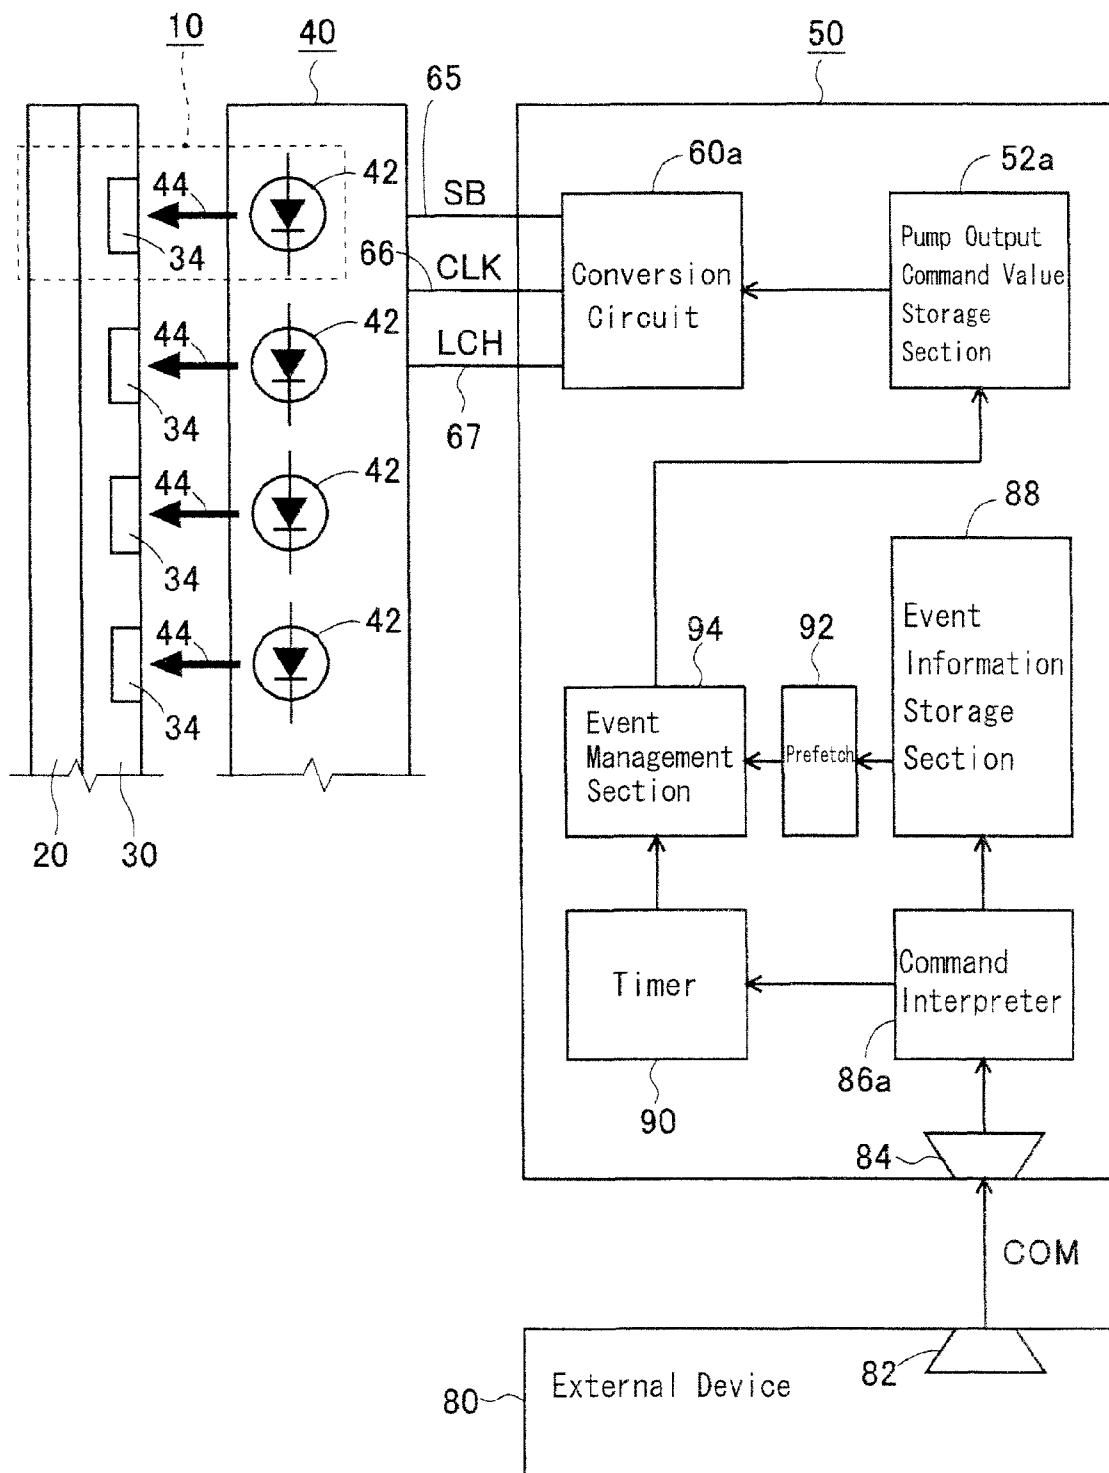 10
40
50
65
60a
52a
44
42
SB
34
66
CLK
Conversion
Circuit
Pump Output
Command Value
Storage
Section
44
42
LCH
34
67
44
42
34
88
44
42
34
94
92
Event
Information
Storage
Section
Event
Management
Section
Prefetch
20
30
Timer
Command
Interpreter
90
86a
84
COM
82
80
External Device